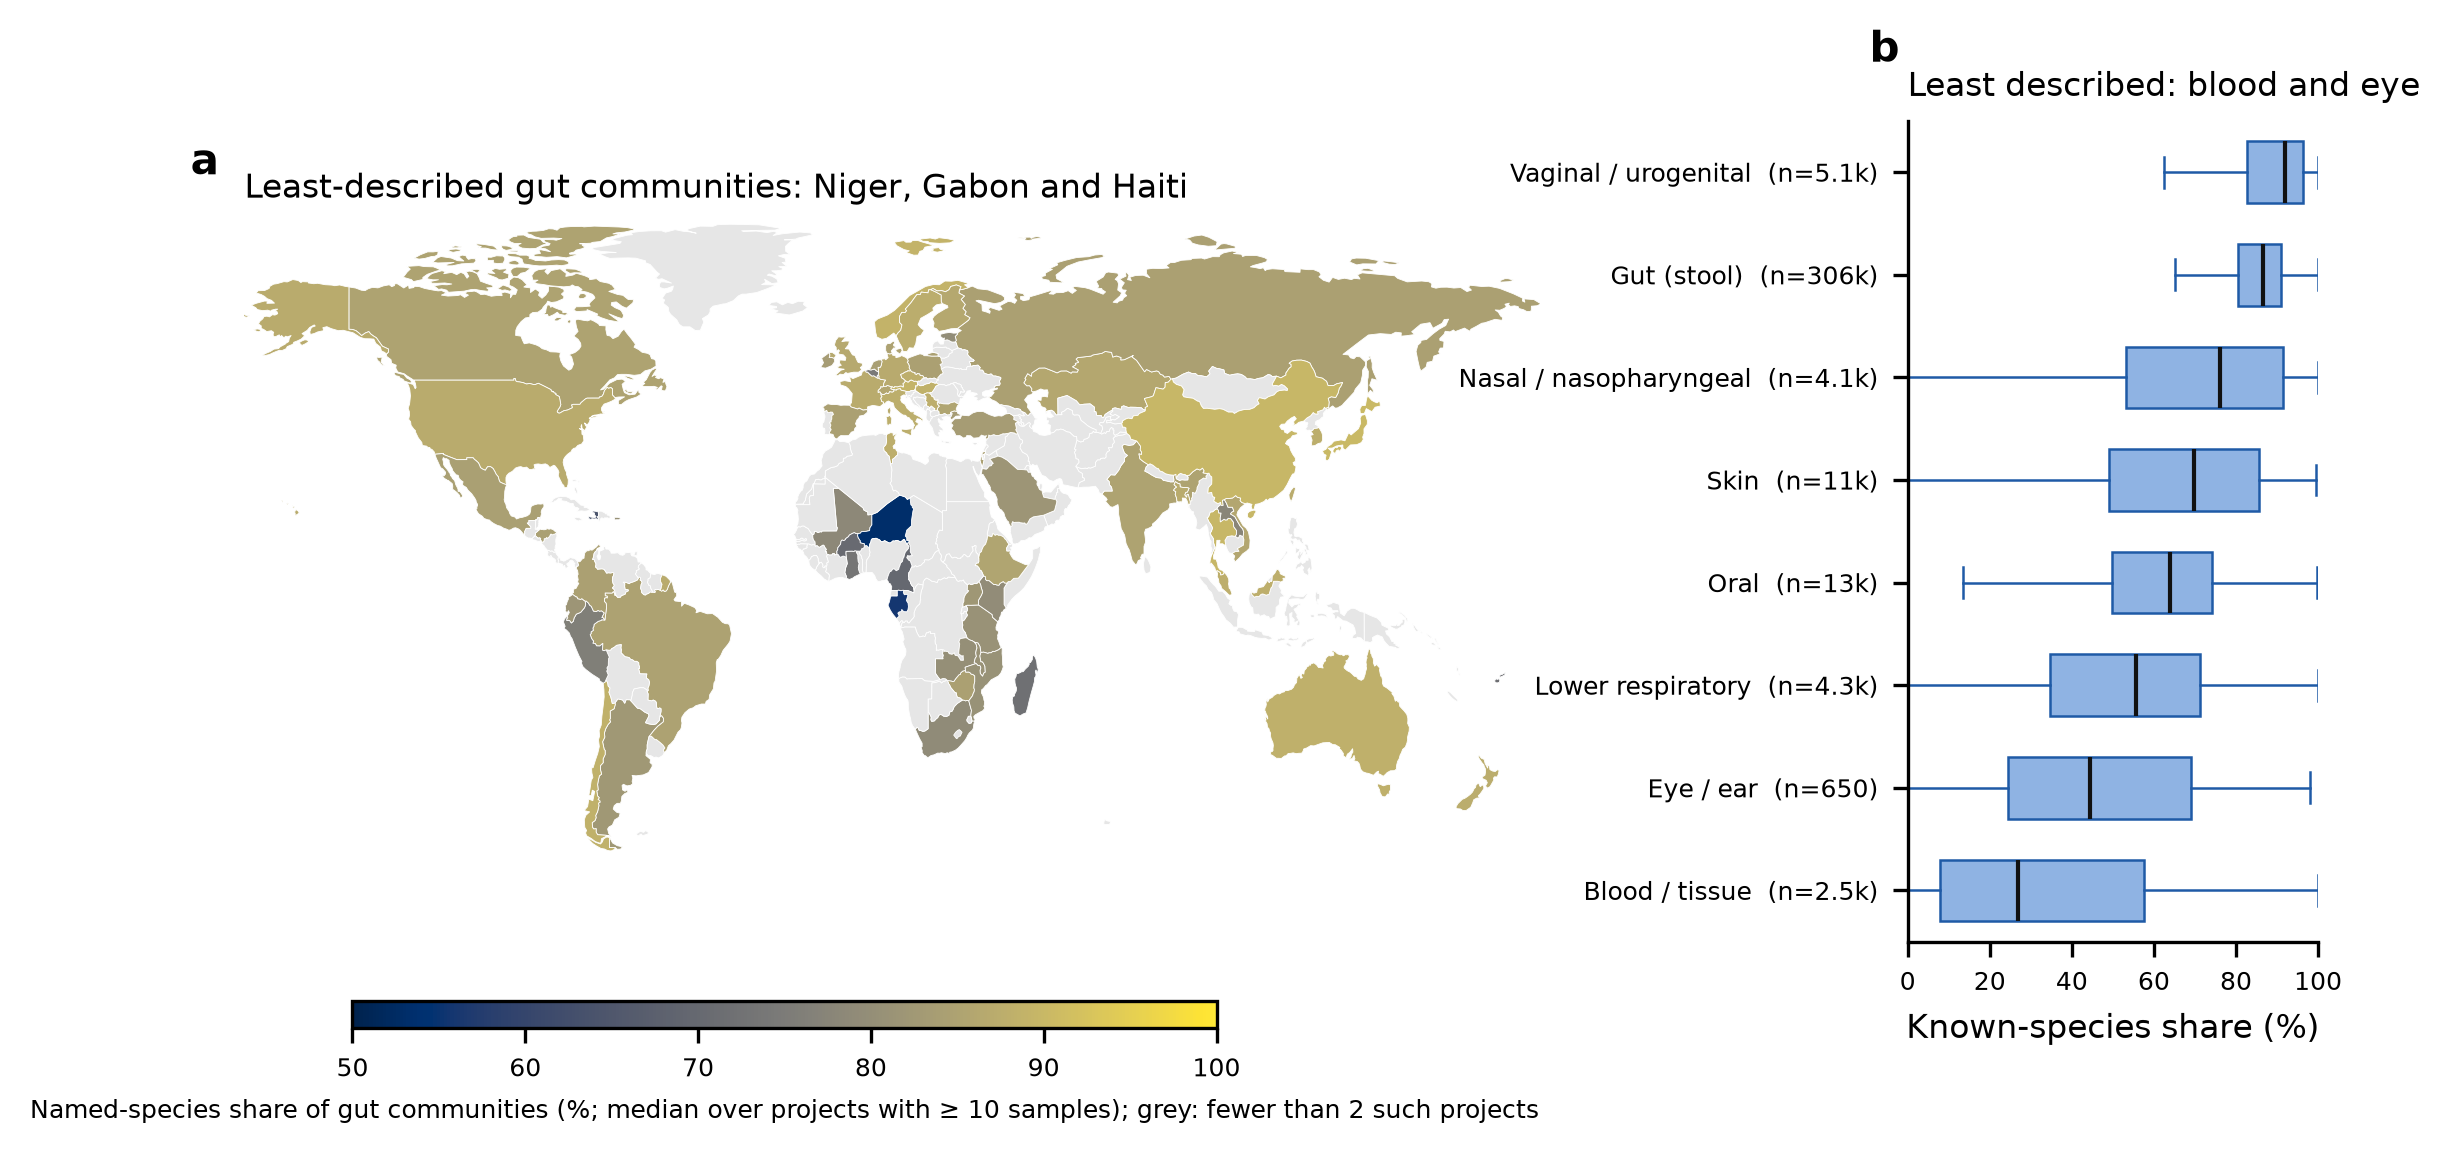 a
Least-described gut communities: Niger, Gabon and Haiti
50 60 70 80 90 100
Named-species share of gut communities (%; median over projects with ≥ 10 samples); grey: fewer than 2 such projects
b
Least described: blood and eye
Vaginal / urogenital (n=5.1k)
Gut (stool) (n=306k)
Nasal / nasopharyngeal (n=4.1k)
Skin (n=11k)
Oral (n=13k)
Lower respiratory (n=4.3k)
Eye / ear (n=650)
Blood / tissue (n=2.5k)
0 20 40 60 80 100
Known-species share (%)